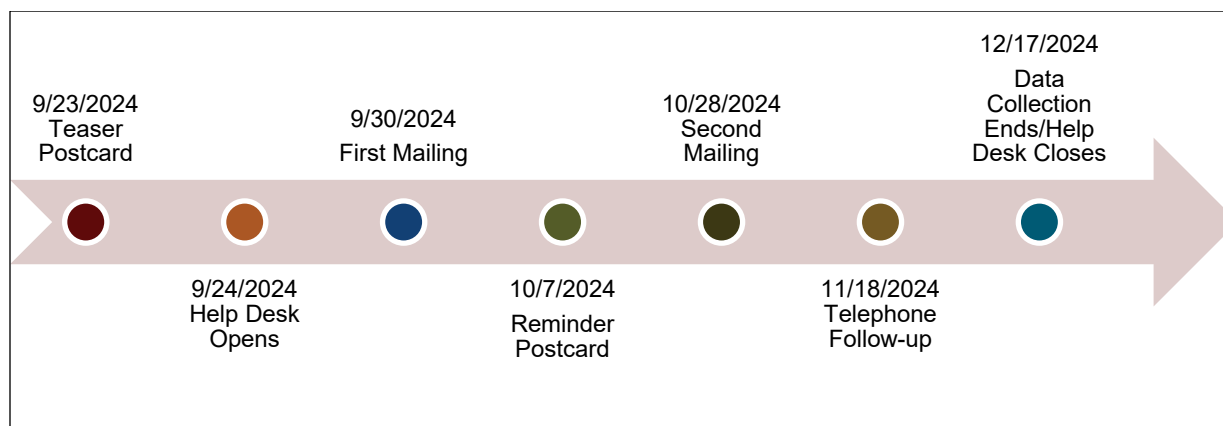 9/23/2024
Teaser
Postcard
9/24/2024
Help Desk
Opens
9/30/2024
First Mailing
10/7/2024
Reminder
Postcard
10/28/2024
Second
Mailing
11/18/2024
Telephone
Follow-up
12/17/2024
Data
Collection
Ends/Help
Desk Closes